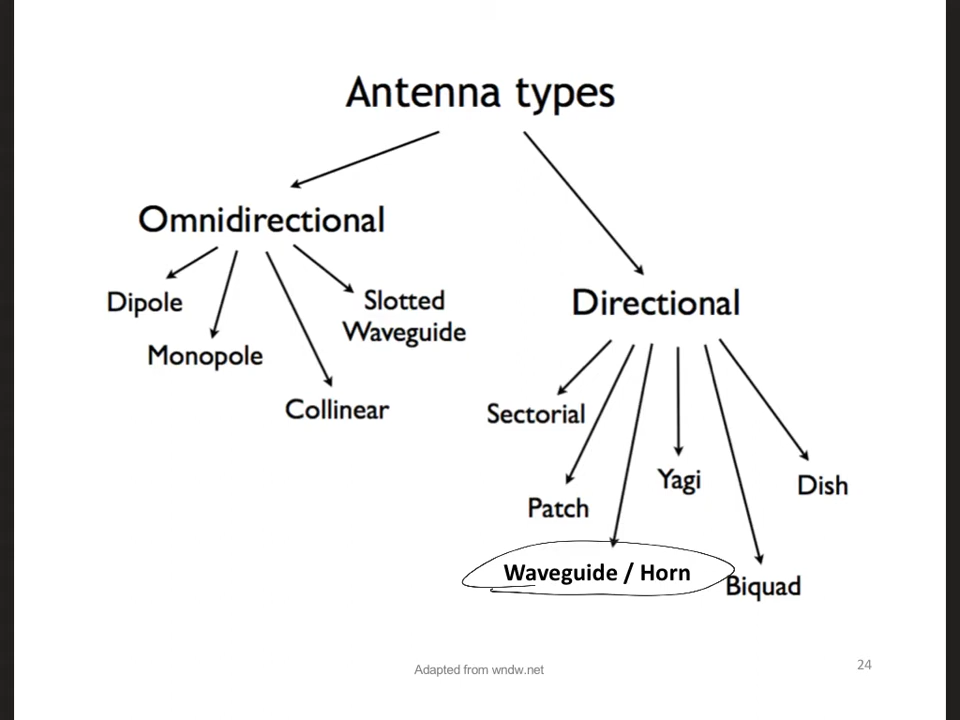 Antenna types
Omnidirectional
Dipole
Monopole
Collinear
Slotted
Waveguide
Directional
Sectorial
Patch
Waveguide / Horn
Yagi
Biquad
Dish
Adapted from wndw.net
24